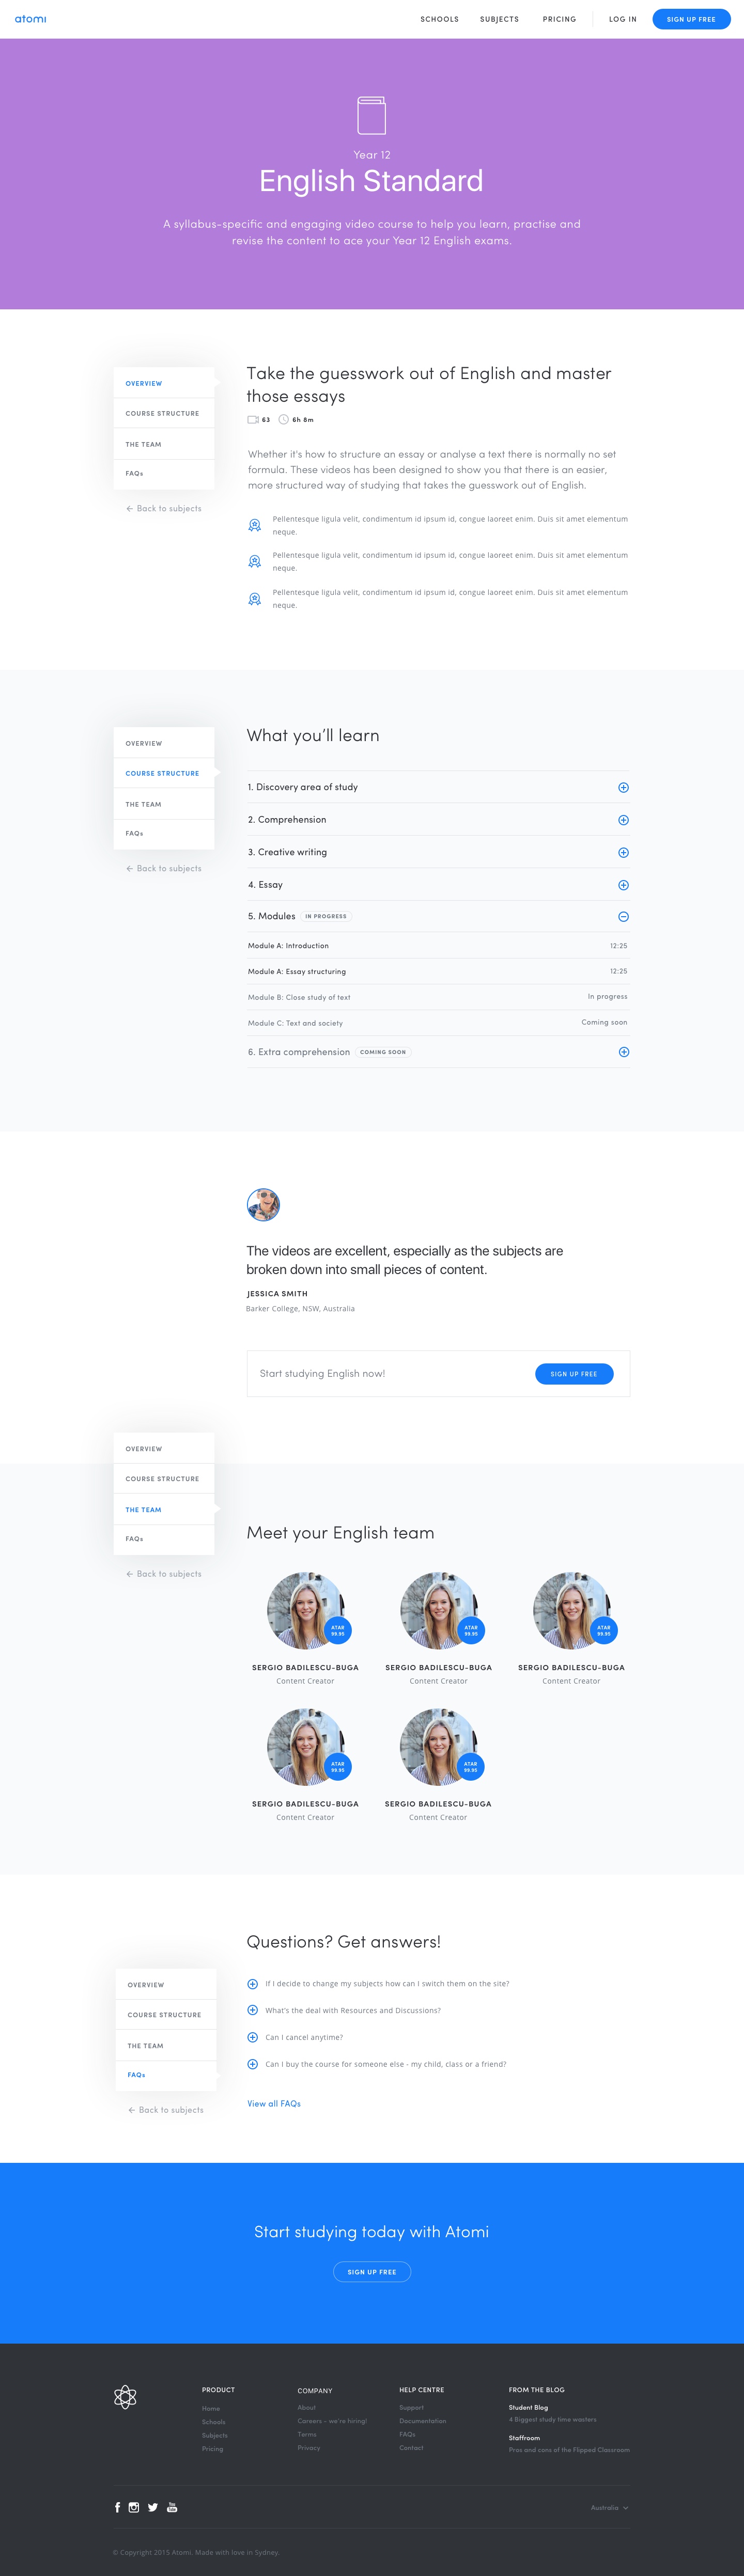 atomi
SCHOOLS
SUBJECTS
PRICING
LOG IN
SIGN UP FREE
Year 12
English Standard
A syllabus-specific and engaging video course to help you learn, practise and
revise the content to ace your Year 12 English exams.
OVERVIEW
COURSE STRUCTURE
THE TEAM
FAQs
Back to subjects
Take the guesswork out of English and master
those essays
63
6h 8m
Whether it's how to structure an essay or analyse a text there is normally no set
formula. These videos has been designed to show you that there is an easier,
more structured way of studying that takes the guesswork out of English.
Pellentesque ligula velit, condimentum id ipsum id, congue laoreet enim. Duis sit amet elementum
neque.
Pellentesque ligula velit, condimentum id ipsum id, congue laoreet enim. Duis sit amet elementum
neque.
Pellentesque ligula velit, condimentum id ipsum id, congue laoreet enim. Duis sit amet elementum
neque.
OVERVIEW
COURSE STRUCTURE
THE TEAM
FAQs
Back to subjects
What you'll learn
1. Discovery area of study
2. Comprehension
3. Creative writing
4. Essay
5. Modules IN PROGRESS
Module A: Introduction 12:25
Module A: Essay structuring 12:25
Module B: Close study of text In progress
Module C: Text and society Coming soon
6. Extra comprehension COMING SOON
The videos are excellent, especially as the subjects are
broken down into small pieces of content.
JESSICA SMITH
Barker College, NSW, Australia
Start studying English now!
SIGN UP FREE
OVERVIEW
COURSE STRUCTURE
THE TEAM
FAQs
Back to subjects
Meet your English team
ATAR
99.95
SERGIO BADILESCU-BUGA
Content Creator
ATAR
99.95
SERGIO BADILESCU-BUGA
Content Creator
ATAR
99.95
SERGIO BADILESCU-BUGA
Content Creator
ATAR
99.95
SERGIO BADILESCU-BUGA
Content Creator
ATAR
99.95
SERGIO BADILESCU-BUGA
Content Creator
OVERVIEW
COURSE STRUCTURE
THE TEAM
FAQs
Back to subjects
Questions? Get answers!
If I decide to change my subjects how can I switch them on the site?
What's the deal with Resources and Discussions?
Can I cancel anytime?
Can I buy the course for someone else - my child, class or a friend?
View all FAQs
Start studying today with Atomi
SIGN UP FREE
PRODUCT
Home
Schools
Subjects
Pricing
COMPANY
About
Careers - we're hiring!
Terms
Privacy
HELP CENTRE
Support
Documentation
FAQs
Contact
FROM THE BLOG
Student Blog
4 Biggest study time wasters
Staffroom
Pros and cons of the Flipped Classroom
You
Tube
Australia
© Copyright 2015 Atomi. Made with love in Sydney.